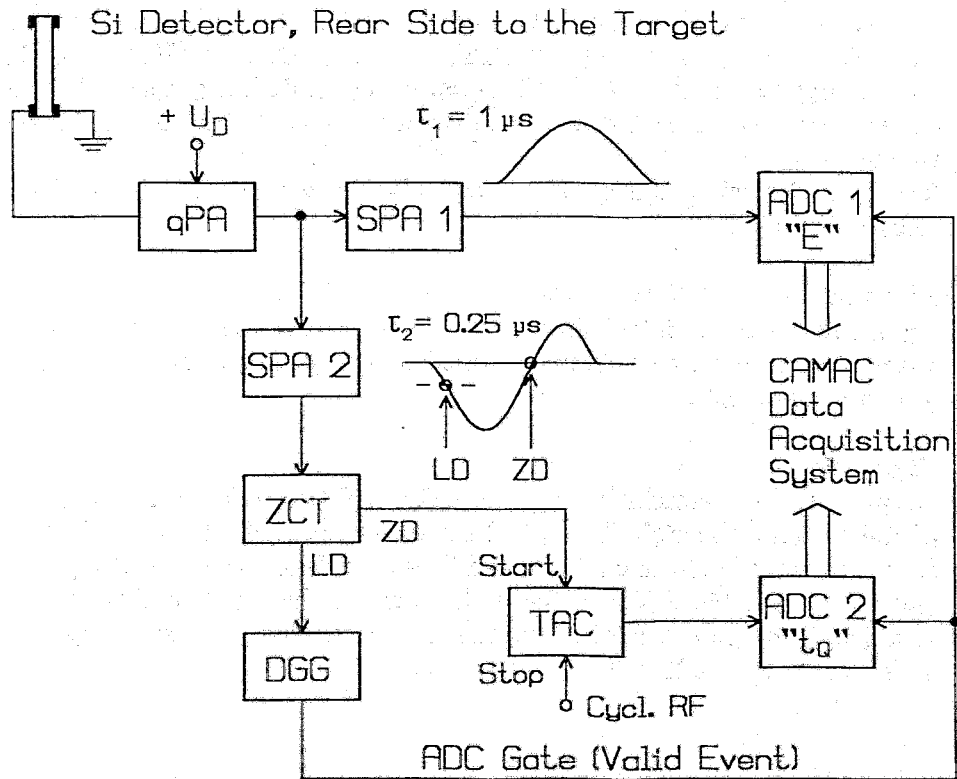 Si Detector, Rear Side to the Target
+ U_D
τ₁ = 1 µs
qPA
SPA 1
ADC 1
"E"
τ₂ = 0.25 µs
SPA 2
LD
ZD
CAMAC
Data
Acquisition
System
ZCT
ZD
LD
Start
TAC
ADC 2
"t_Q"
DGG
Stop
Cycl. RF
ADC Gate (Valid Event)